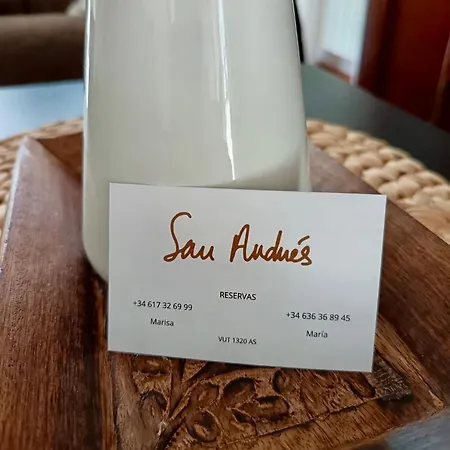 San Andrés
RESERVAS
+34 617 32 69 99
Marisa
+34 636 36 89 45
María
VUT 1320 AS